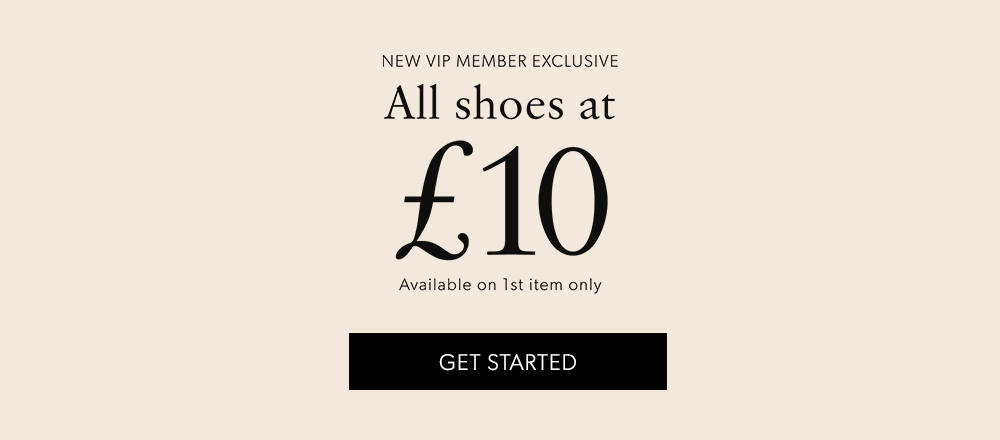 NEW VIP MEMBER EXCLUSIVE
All shoes at
£10
Available on 1st item only
GET STARTED